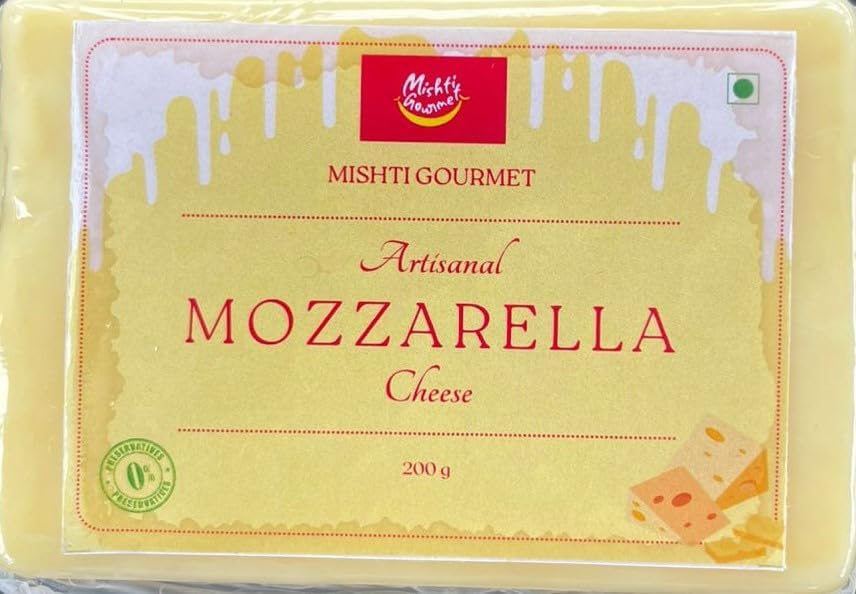 Mishti
Gourmet
MISHTI GOURMET
Artisanal
MOZZARELLA
Cheese
200 g
PRESERVATIVES
0%
PRESERVATIVES